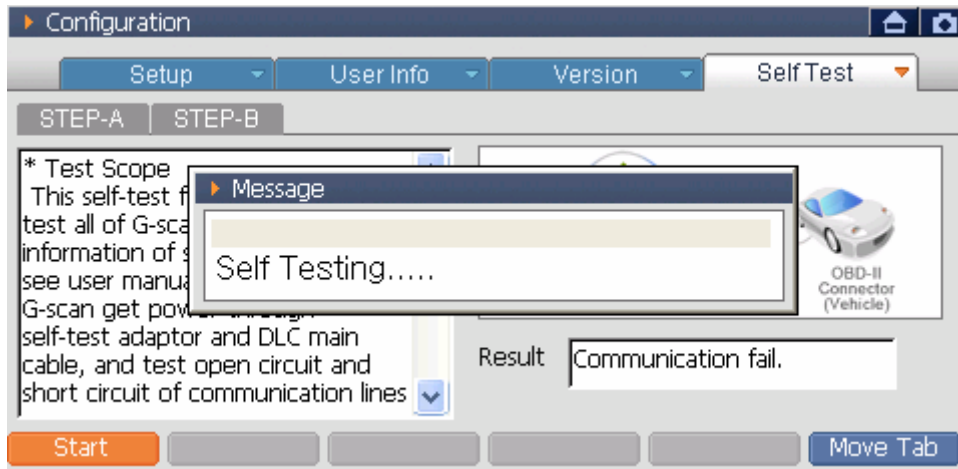 Configuration
Setup
User Info
Version
Self Test
STEP-A
STEP-B
* Test Scope
This self-test f
test all of G-sca
information of s
see user manua
G-scan get power through
self-test adaptor and DLC main
cable, and test open circuit and
short circuit of communication lines
Message
Self Testing.....
OBD-II
Connector
(Vehicle)
Result
Communication fail.
Start
Move Tab